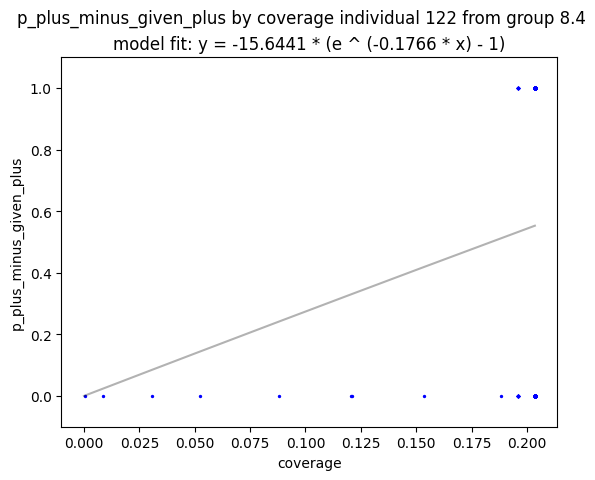 p_plus_minus_given_plus by coverage individual 122 from group 8.4
model fit: y = -15.6441 * (e ^ (-0.1766 * x) - 1)
1.0
0.8
0.6
0.4
0.2
0.0
p_plus_minus_given_plus
0.000 0.025 0.050 0.075 0.100 0.125 0.150 0.175 0.200
coverage